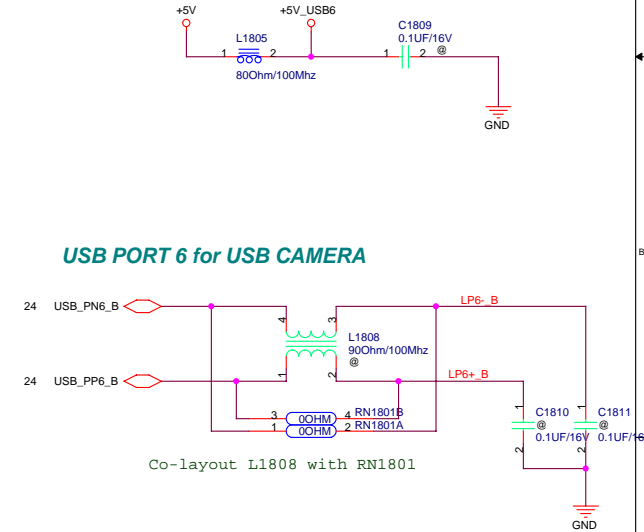 +5V
+5V_USB6
L1805
C1809
0.1UF/16V
@
1
2
1
2
80Ohm/100Mhz
GND
USB PORT 6 for USB CAMERA
B
24 USB_PN6_B
LP6-_B
4
3
L1808
90Ohm/100Mhz
@
24 USB_PP6_B
1
2
LP6+_B
3 0OHM 4 RN1801B
1 0OHM 2 RN1801A
1
C1810
@
0.1UF/16V
2
1
C1811
@
0.1UF/16
2
Co-layout L1808 with RN1801
GND